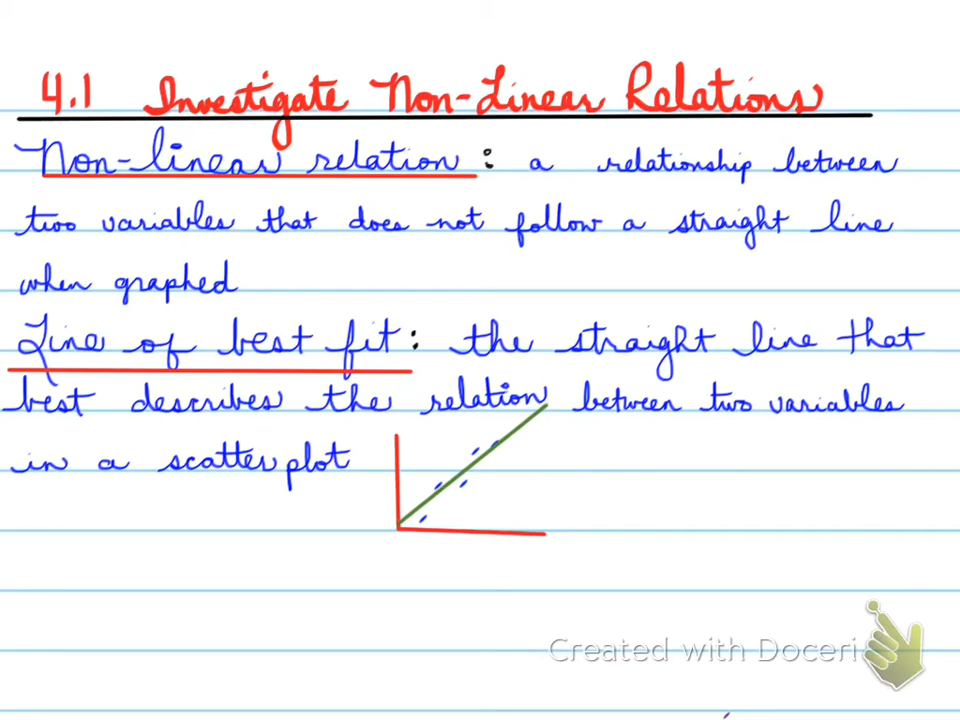 4.1 Investigate Non-Linear Relations
Non-linear relation: a relationship between
two variables that does not follow a straight line
when graphed
Line of best fit: the straight line that
best describes the relation between two variables
in a scatter plot
Created with Doceri